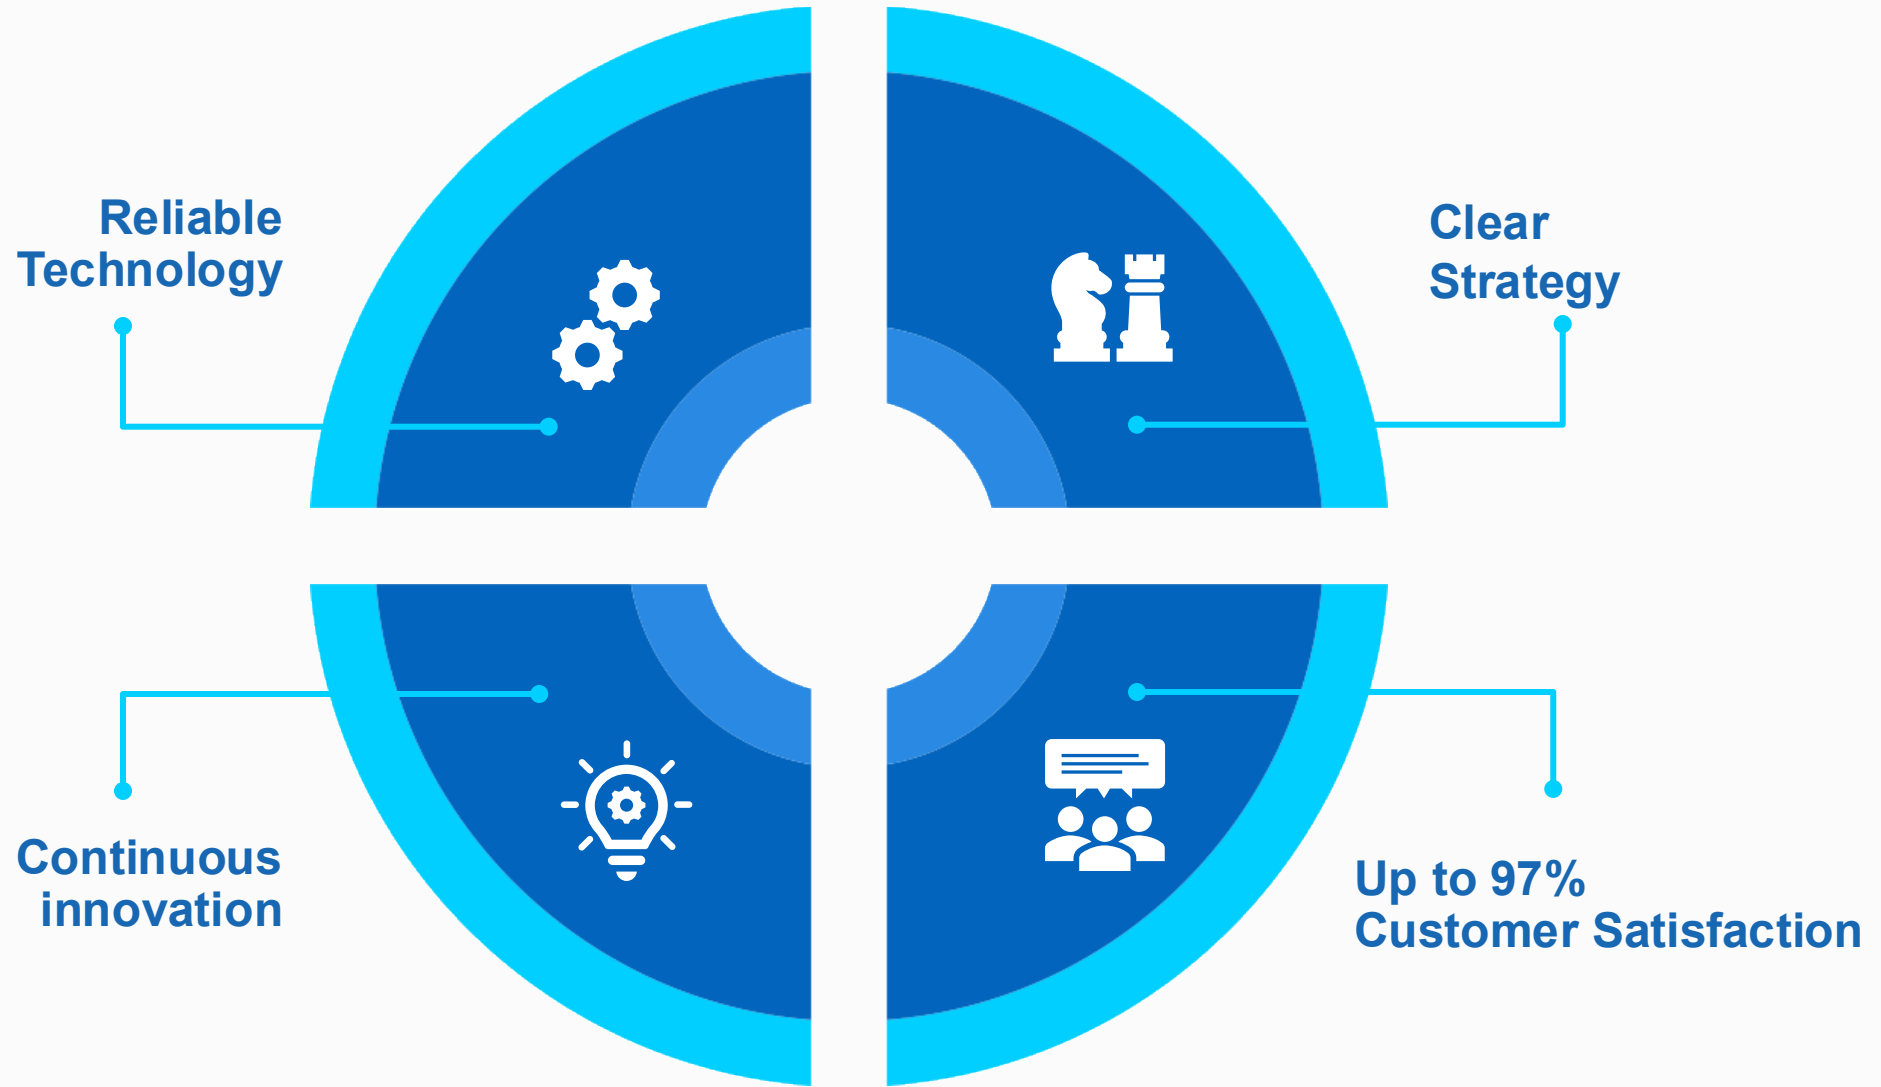 Reliable
Technology
Clear
Strategy
Continuous
innovation
Up to 97%
Customer Satisfaction